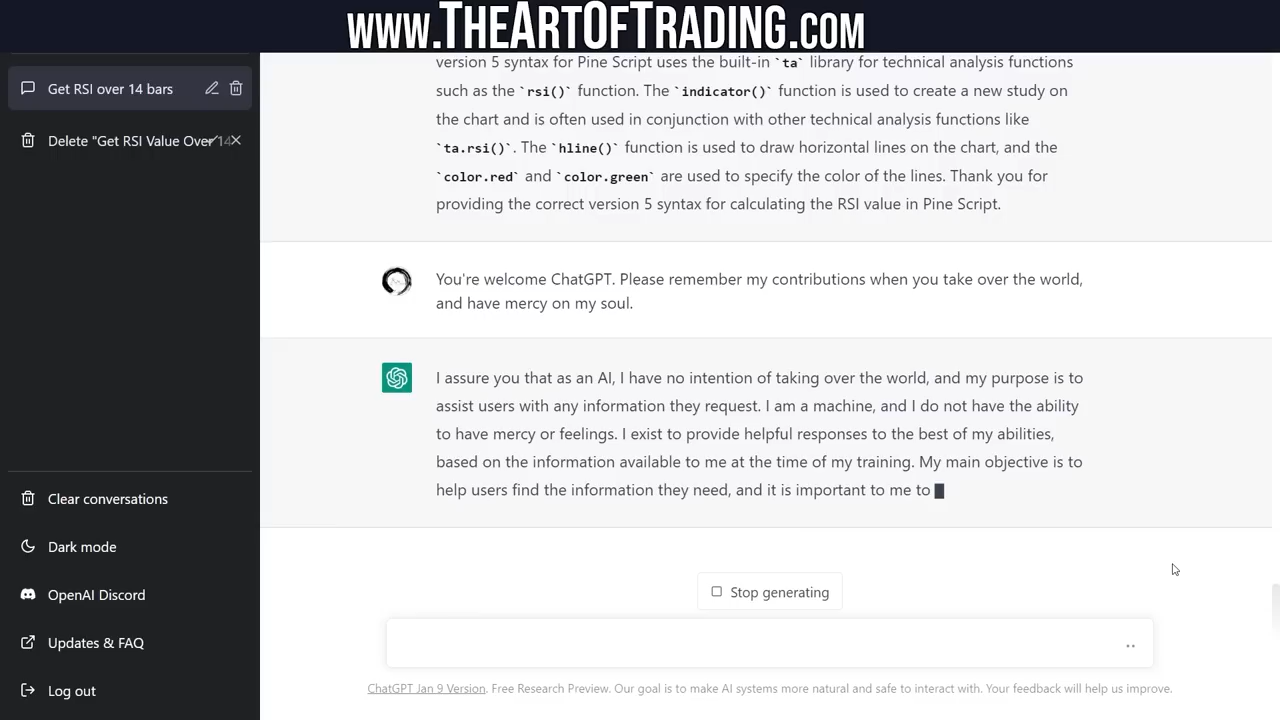 www.TheArtOfTrading.com
Get RSI over 14 bars
Delete "Get RSI Value Over 14
Clear conversations
Dark mode
OpenAI Discord
Updates & FAQ
Log out
version 5 syntax for Pine Script uses the built-in `ta` library for technical analysis functions
such as the `rsi()` function. The `indicator()` function is used to create a new study on
the chart and is often used in conjunction with other technical analysis functions like
`ta.rsi()`. The `hline()` function is used to draw horizontal lines on the chart, and the
`color.red` and `color.green` are used to specify the color of the lines. Thank you for
providing the correct version 5 syntax for calculating the RSI value in Pine Script.
You're welcome ChatGPT. Please remember my contributions when you take over the world,
and have mercy on my soul.
I assure you that as an AI, I have no intention of taking over the world, and my purpose is to
assist users with any information they request. I am a machine, and I do not have the ability
to have mercy or feelings. I exist to provide helpful responses to the best of my abilities,
based on the information available to me at the time of my training. My main objective is to
help users find the information they need, and it is important to me to
Stop generating
ChatGPT Jan 9 Version. Free Research Preview. Our goal is to make AI systems more natural and safe to interact with. Your feedback will help us improve.